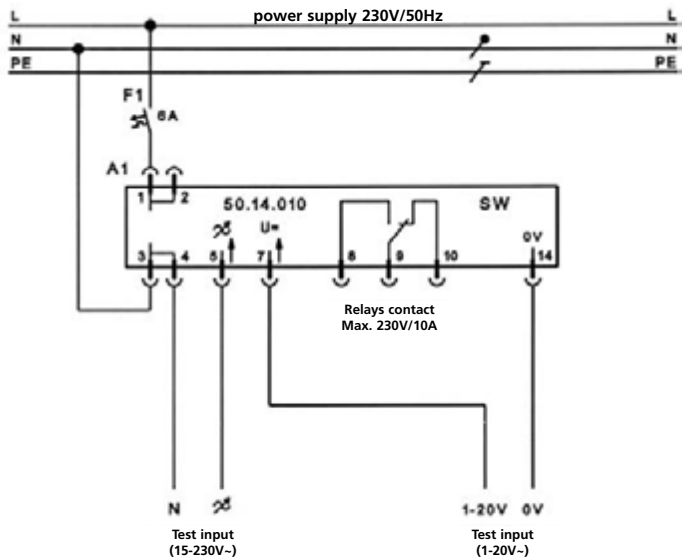 L power supply 230V/50Hz L
N N
PE PE
F1
6A
A1
1 2 50.14.010 SW
U= 0V
3 4 5 7 8 9 10 14
Relays contact
Max. 230V/10A
N 1-20V 0V
Test input Test input
(15-230V~) (1-20V~)